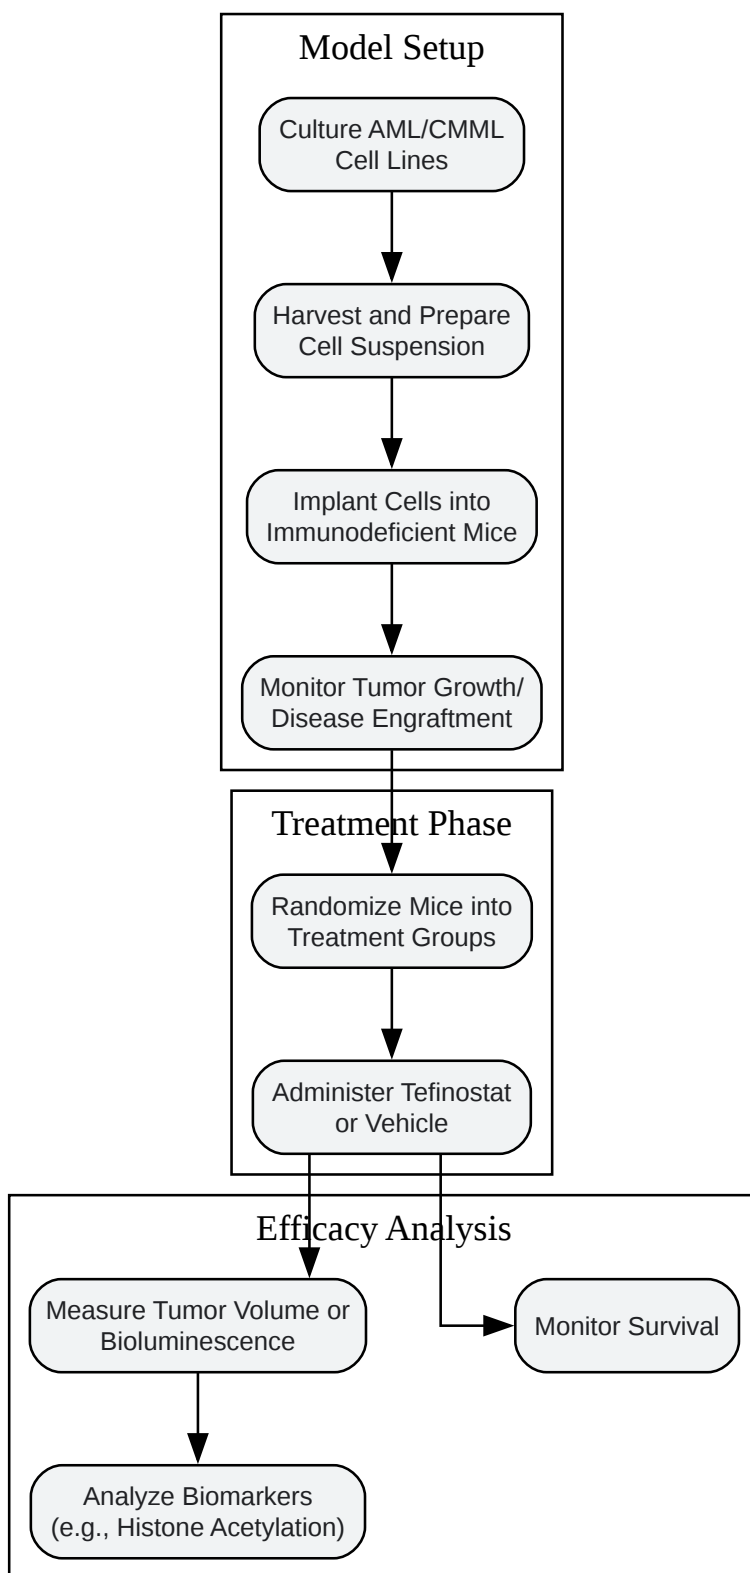 Model Setup
Culture AML/CMML
Cell Lines
Harvest and Prepare
Cell Suspension
Implant Cells into
Immunodeficient Mice
Monitor Tumor Growth/
Disease Engraftment
Treatment Phase
Randomize Mice into
Treatment Groups
Administer Tefinostat
or Vehicle
Efficacy Analysis
Measure Tumor Volume or
Bioluminescence
Monitor Survival
Analyze Biomarkers
(e.g., Histone Acetylation)